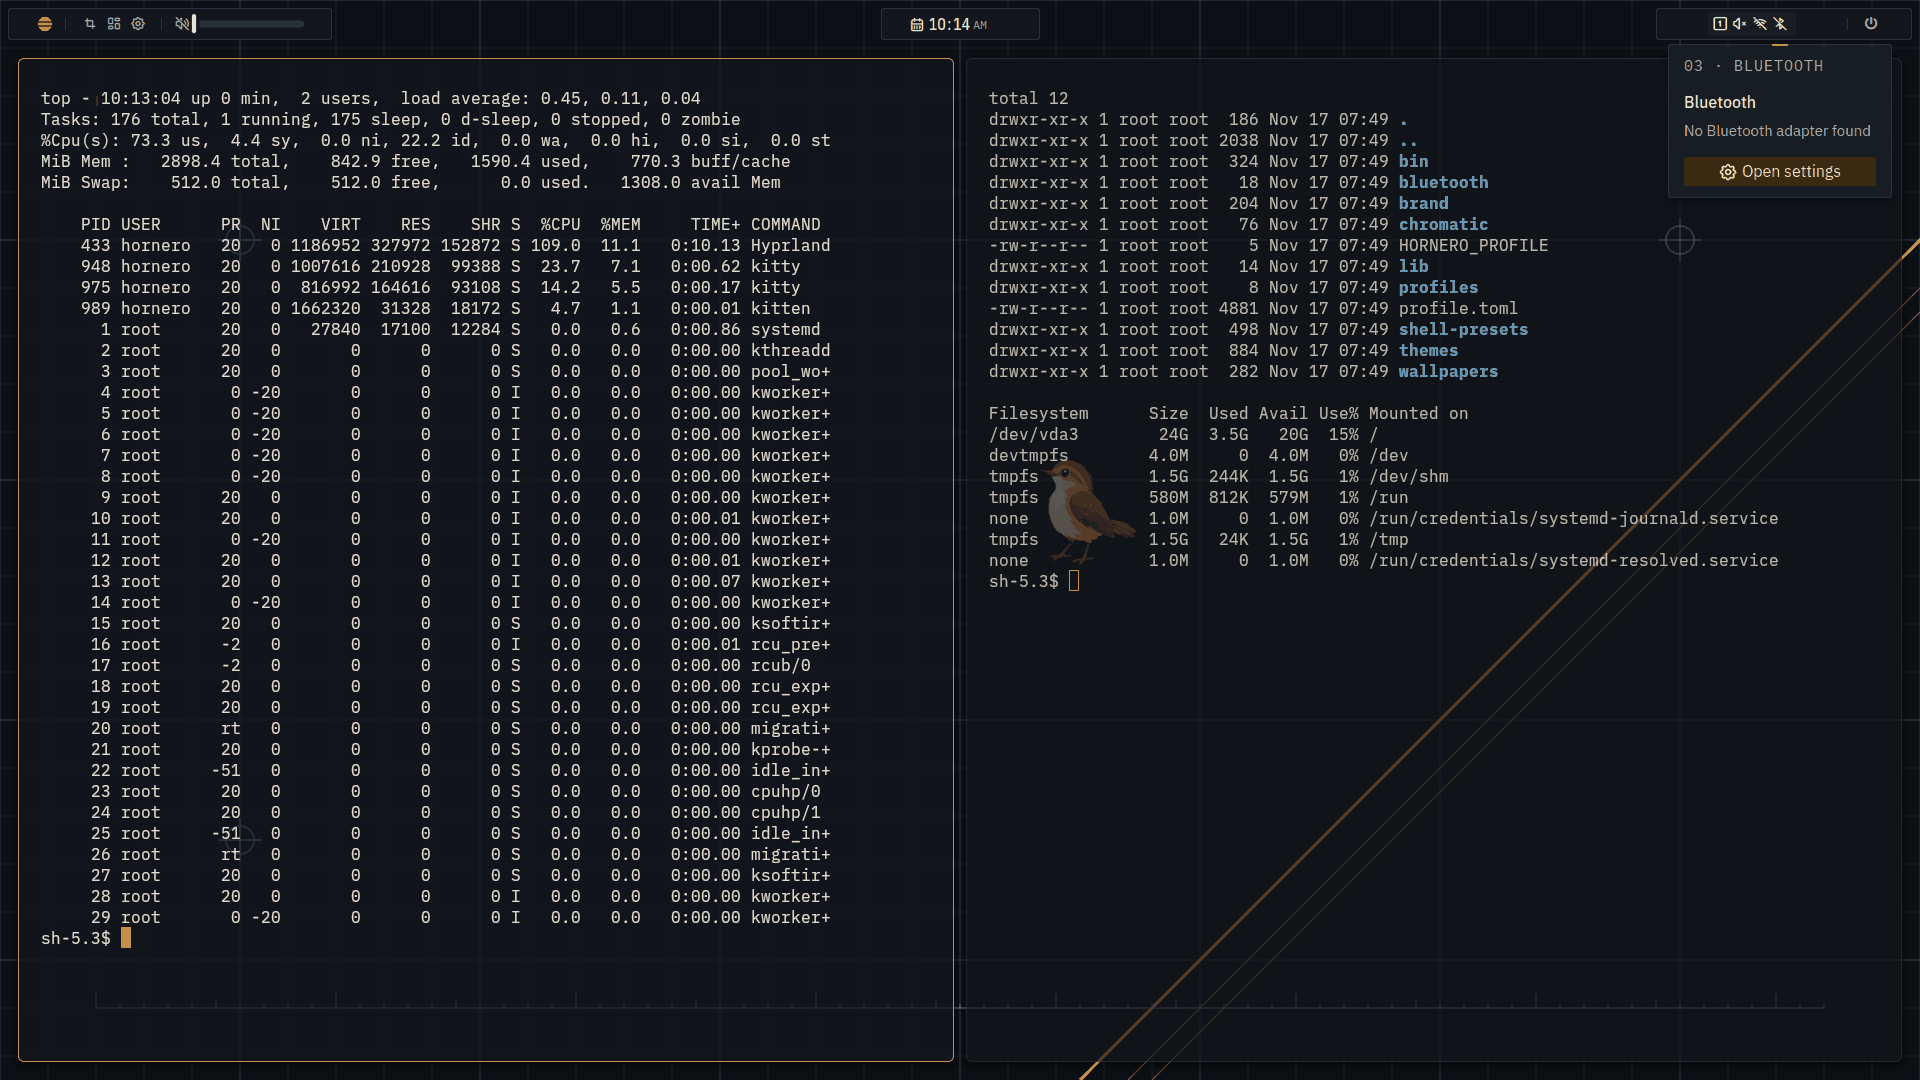 10:14 AM
1
top - 10:13:04 up 0 min,  2 users,  load average: 0.45, 0.11, 0.04
Tasks: 176 total, 1 running, 175 sleep, 0 d-sleep, 0 stopped, 0 zombie
%Cpu(s): 73.3 us,  4.4 sy,  0.0 ni, 22.2 id,  0.0 wa,  0.0 hi,  0.0 si,  0.0 st
MiB Mem :   2898.4 total,    842.9 free,   1590.4 used,    770.3 buff/cache
MiB Swap:    512.0 total,    512.0 free,      0.0 used.   1308.0 avail Mem
PID USER      PR  NI    VIRT    RES    SHR S  %CPU  %MEM     TIME+ COMMAND
433 hornero   20   0 1186952 327972 152872 S 109.0  11.1   0:10.13 Hyprland
948 hornero   20   0 1007616 210928  99388 S  23.7   7.1   0:00.62 kitty
975 hornero   20   0  816992 164616  93108 S  14.2   5.5   0:00.17 kitty
989 hornero   20   0 1662320  31328  18172 S   4.7   1.1   0:00.01 kitten
1 root      20   0   27840  17100  12284 S   0.0   0.6   0:00.86 systemd
2 root      20   0       0      0      0 S   0.0   0.0   0:00.00 kthreadd
3 root      20   0       0      0      0 S   0.0   0.0   0:00.00 pool_wo+
4 root       0 -20       0      0      0 I   0.0   0.0   0:00.00 kworker+
5 root       0 -20       0      0      0 I   0.0   0.0   0:00.00 kworker+
6 root       0 -20       0      0      0 I   0.0   0.0   0:00.00 kworker+
7 root       0 -20       0      0      0 I   0.0   0.0   0:00.00 kworker+
8 root       0 -20       0      0      0 I   0.0   0.0   0:00.00 kworker+
9 root      20   0       0      0      0 I   0.0   0.0   0:00.00 kworker+
10 root      20   0       0      0      0 I   0.0   0.0   0:00.01 kworker+
11 root       0 -20       0      0      0 I   0.0   0.0   0:00.00 kworker+
12 root      20   0       0      0      0 I   0.0   0.0   0:00.01 kworker+
13 root      20   0       0      0      0 I   0.0   0.0   0:00.07 kworker+
14 root       0 -20       0      0      0 I   0.0   0.0   0:00.00 kworker+
15 root      20   0       0      0      0 S   0.0   0.0   0:00.00 ksoftir+
16 root      -2   0       0      0      0 I   0.0   0.0   0:00.01 rcu_pre+
17 root      -2   0       0      0      0 S   0.0   0.0   0:00.00 rcub/0
18 root      20   0       0      0      0 S   0.0   0.0   0:00.00 rcu_exp+
19 root      20   0       0      0      0 S   0.0   0.0   0:00.00 rcu_exp+
20 root      rt   0       0      0      0 S   0.0   0.0   0:00.00 migrati+
21 root      20   0       0      0      0 S   0.0   0.0   0:00.00 kprobe-+
22 root     -51   0       0      0      0 S   0.0   0.0   0:00.00 idle_in+
23 root      20   0       0      0      0 S   0.0   0.0   0:00.00 cpuhp/0
24 root      20   0       0      0      0 S   0.0   0.0   0:00.00 cpuhp/1
25 root     -51   0       0      0      0 S   0.0   0.0   0:00.00 idle_in+
26 root      rt   0       0      0      0 S   0.0   0.0   0:00.00 migrati+
27 root      20   0       0      0      0 S   0.0   0.0   0:00.00 ksoftir+
28 root      20   0       0      0      0 I   0.0   0.0   0:00.00 kworker+
29 root       0 -20       0      0      0 I   0.0   0.0   0:00.00 kworker+
sh-5.3$
total 12
drwxr-xr-x 1 root root  186 Nov 17 07:49 .
drwxr-xr-x 1 root root 2038 Nov 17 07:49 ..
drwxr-xr-x 1 root root  324 Nov 17 07:49 bin
drwxr-xr-x 1 root root   18 Nov 17 07:49 bluetooth
drwxr-xr-x 1 root root  204 Nov 17 07:49 brand
drwxr-xr-x 1 root root   76 Nov 17 07:49 chromatic
-rw-r--r-- 1 root root    5 Nov 17 07:49 HORNERO_PROFILE
drwxr-xr-x 1 root root   14 Nov 17 07:49 lib
drwxr-xr-x 1 root root    8 Nov 17 07:49 profiles
-rw-r--r-- 1 root root 4881 Nov 17 07:49 profile.toml
drwxr-xr-x 1 root root  498 Nov 17 07:49 shell-presets
drwxr-xr-x 1 root root  884 Nov 17 07:49 themes
drwxr-xr-x 1 root root  282 Nov 17 07:49 wallpapers
Filesystem      Size  Used Avail Use% Mounted on
/dev/vda3        24G  3.5G   20G  15% /
devtmpfs        4.0M     0  4.0M   0% /dev
tmpfs           1.5G  244K  1.5G   1% /dev/shm
tmpfs           580M  812K  579M   1% /run
none            1.0M     0  1.0M   0% /run/credentials/systemd-journald.service
tmpfs           1.5G   24K  1.5G   1% /tmp
none            1.0M     0  1.0M   0% /run/credentials/systemd-resolved.service
sh-5.3$
03 · BLUETOOTH
Bluetooth
No Bluetooth adapter found
Open settings